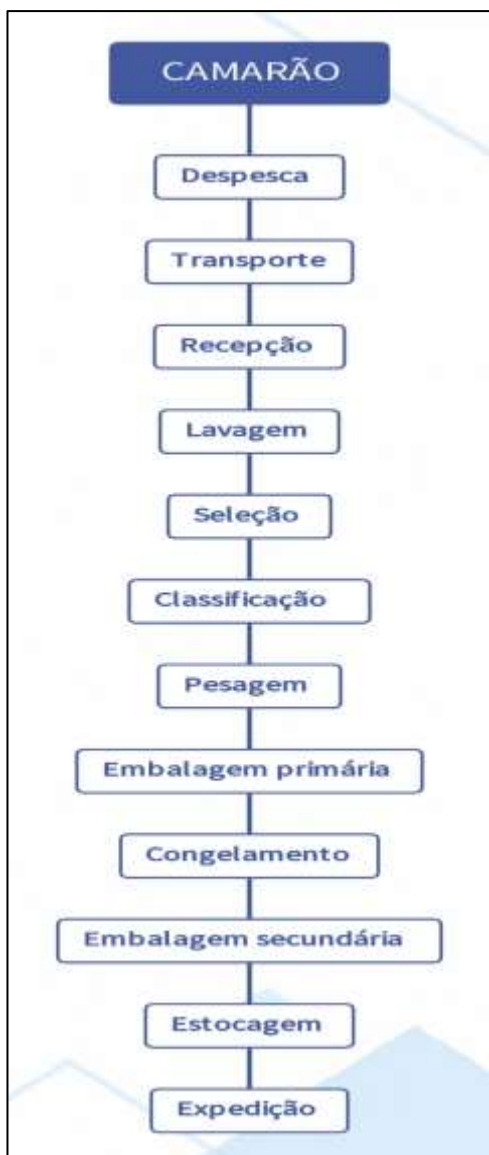 CAMARÃO
Despesca
Transporte
Recepção
Lavagem
Seleção
Classificação
Pesagem
Embalagem primária
Congelamento
Embalagem secundária
Estocagem
Expedição